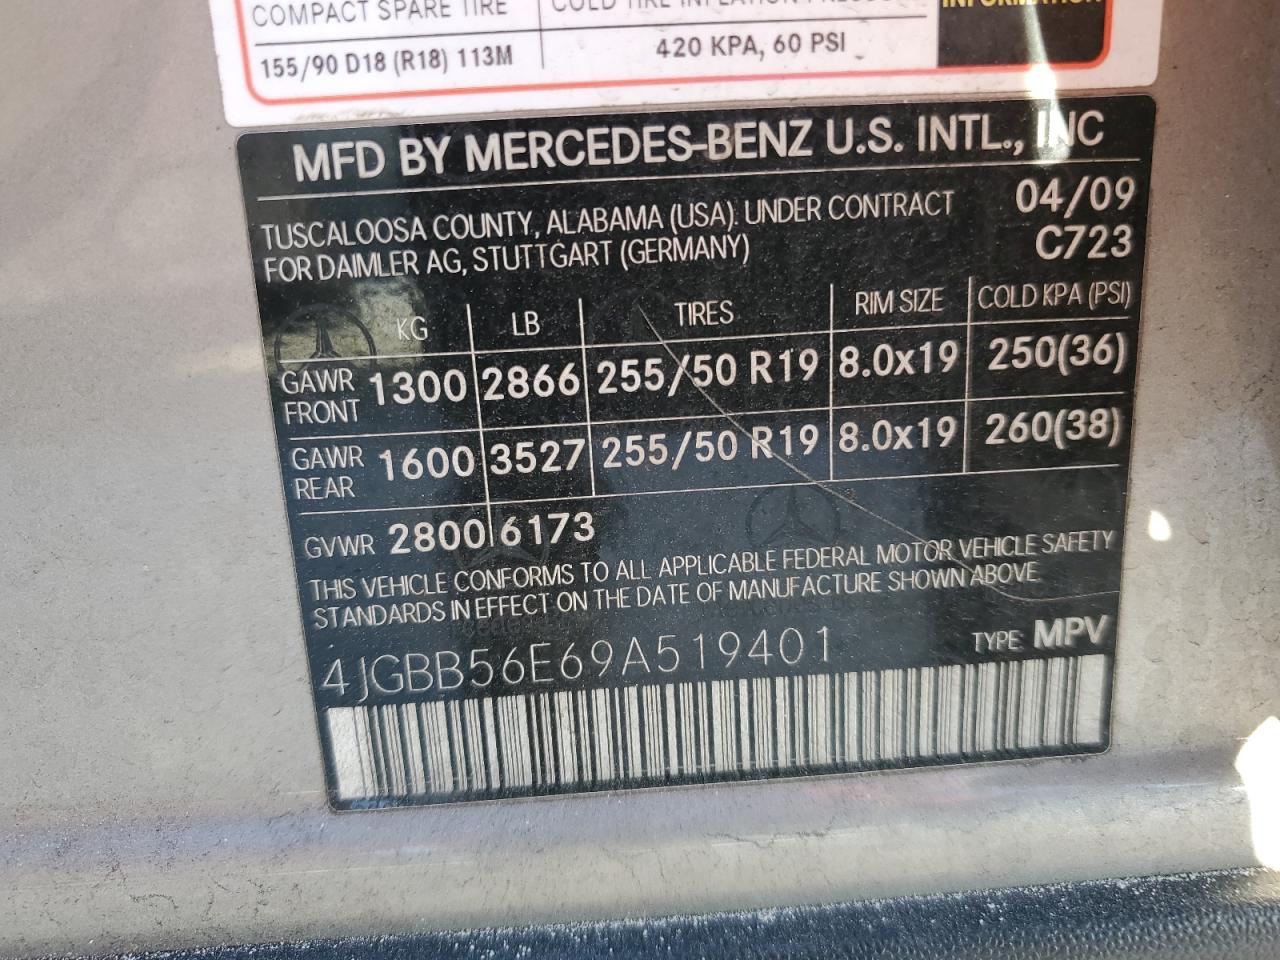 COMPACT SPARE TIRE COLD TIRE INFLATION INFORMATION
155/90 D18 (R18) 113M 420 KPA, 60 PSI
MFD BY MERCEDES-BENZ U.S. INTL., INC
TUSCALOOSA COUNTY, ALABAMA (USA) UNDER CONTRACT 04/09
FOR DAIMLER AG, STUTTGART (GERMANY) C723
KG LB TIRES RIM SIZE COLD KPA (PSI)
GAWR FRONT 1300 2866 255/50 R19 8.0x19 250(36)
GAWR REAR 1600 3527 255/50 R19 8.0x19 260(38)
GVWR 2800 6173
THIS VEHICLE CONFORMS TO ALL APPLICABLE FEDERAL MOTOR VEHICLE SAFETY
STANDARDS IN EFFECT ON THE DATE OF MANUFACTURE SHOWN ABOVE.
4JGBB56E69A519401 TYPE: MPV